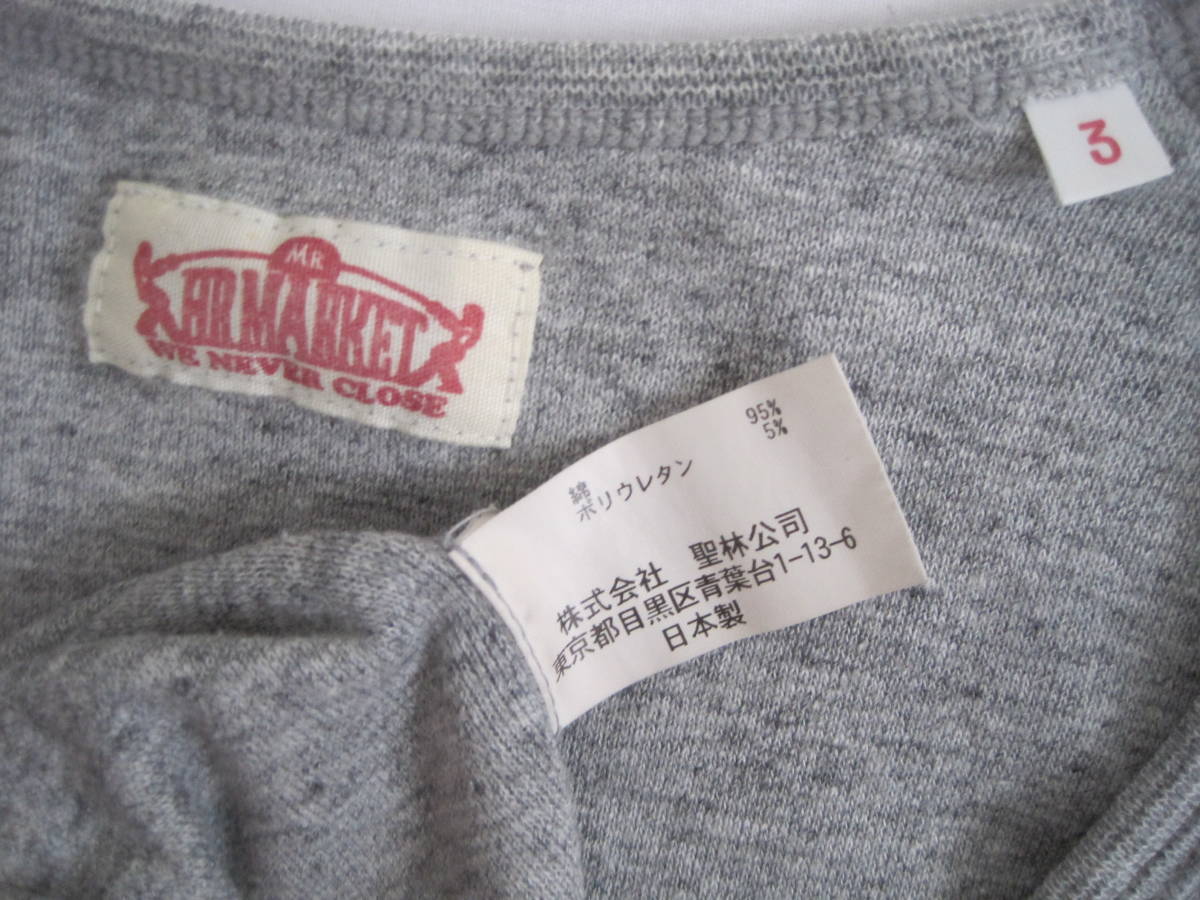 3
MR
HR MARKET
WE NEVER CLOSE
綿 95%
ポリウレタン 5%
株式会社 聖林公司
東京都目黒区青葉台1-13-6
日本製